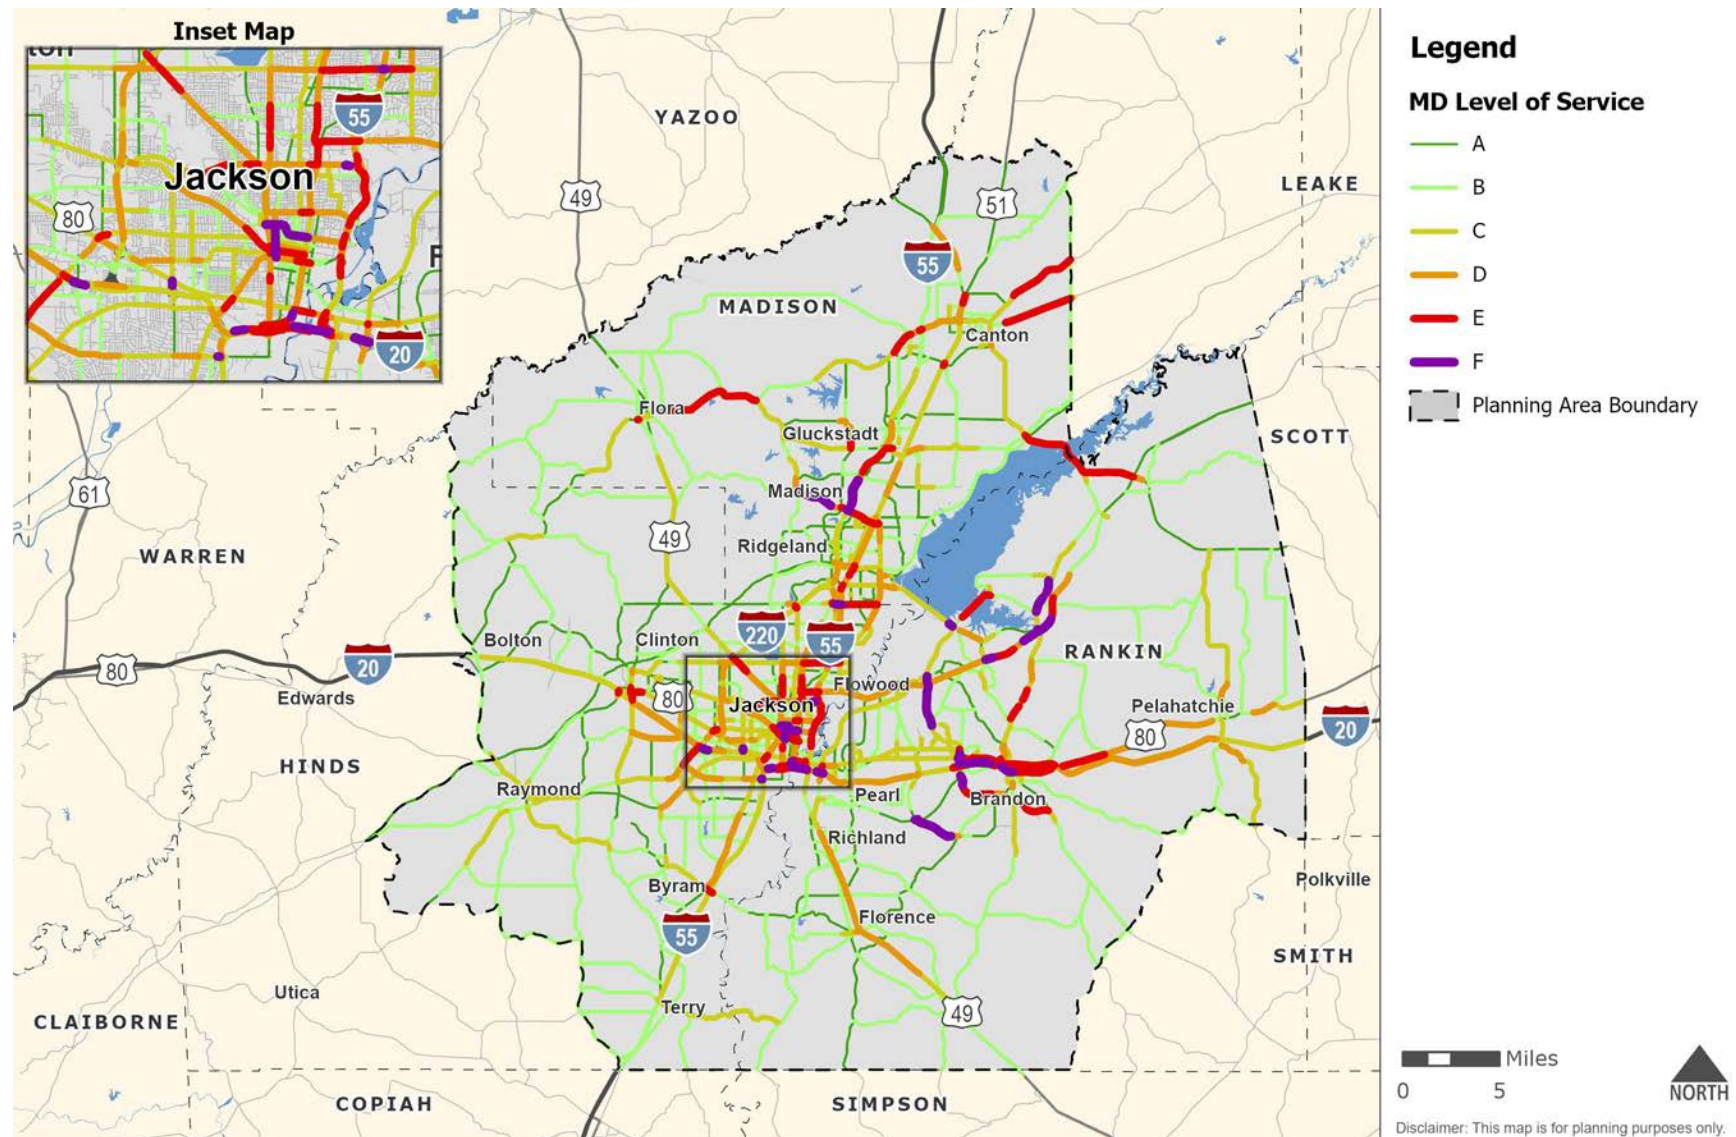 Inset Map
ton
55
Jackson
80
F
20
Legend
MD Level of Service
A
B
C
D
E
F
Planning Area Boundary
YAZOO
LEAKE
49
51
55
MADISON
Canton
Flora
Gluckstadt
SCOTT
61
Madison
49
Ridgeland
WARREN
220
55
Bolton
Clinton
RANKIN
20
80
Edwards
80
Flowood
Jackson
Pelahatchie
80
20
HINDS
Raymond
Pearl
Brandon
Richland
Byram
Polkville
Florence
55
SMITH
Utica
Terry
49
CLAIBORNE
COPIAH
SIMPSON
Miles
0 5
NORTH
Disclaimer: This map is for planning purposes only.